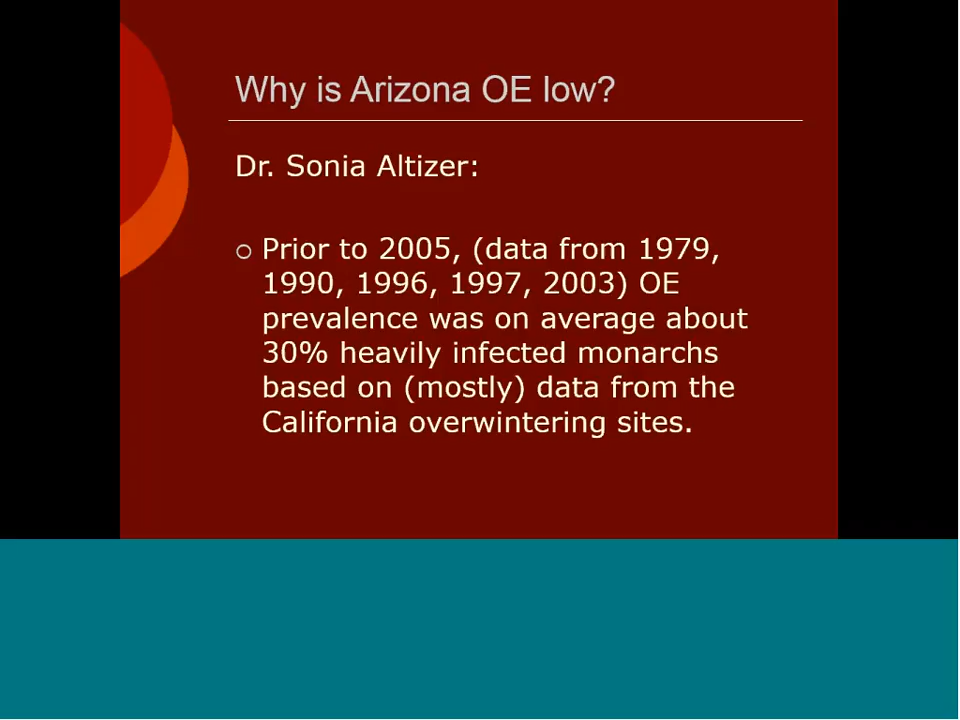 Why is Arizona OE low?
Dr. Sonia Altizer:
Prior to 2005, (data from 1979,
1990, 1996, 1997, 2003) OE
prevalence was on average about
30% heavily infected monarchs
based on (mostly) data from the
California overwintering sites.